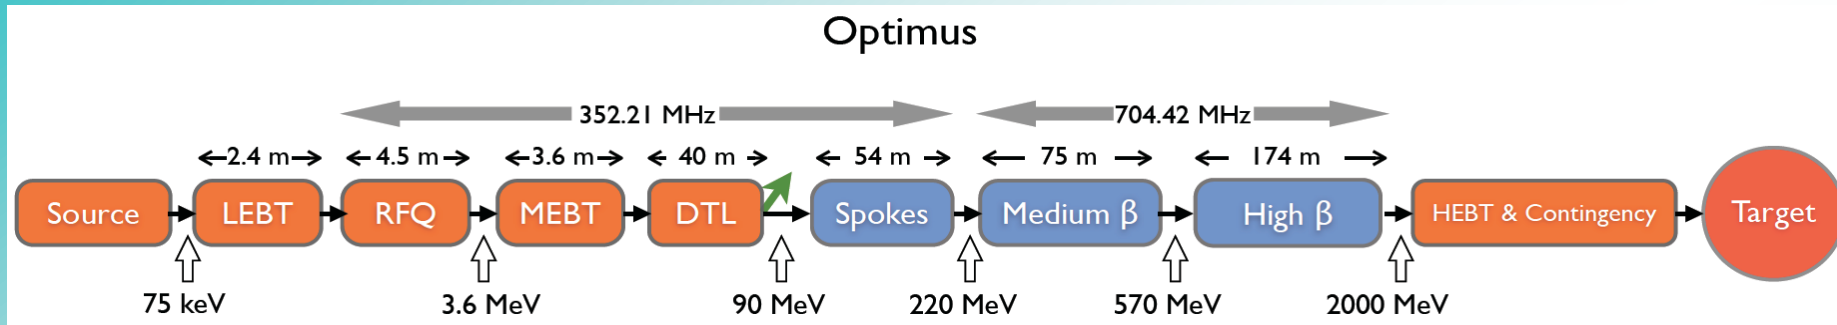 Optimus
352.21 MHz
704.42 MHz
2.4 m
4.5 m
3.6 m
40 m
54 m
75 m
174 m
Source
LEBT
RFQ
MEBT
DTL
Spokes
Medium β
High β
HEBT & Contingency
Target
75 keV
3.6 MeV
90 MeV
220 MeV
570 MeV
2000 MeV